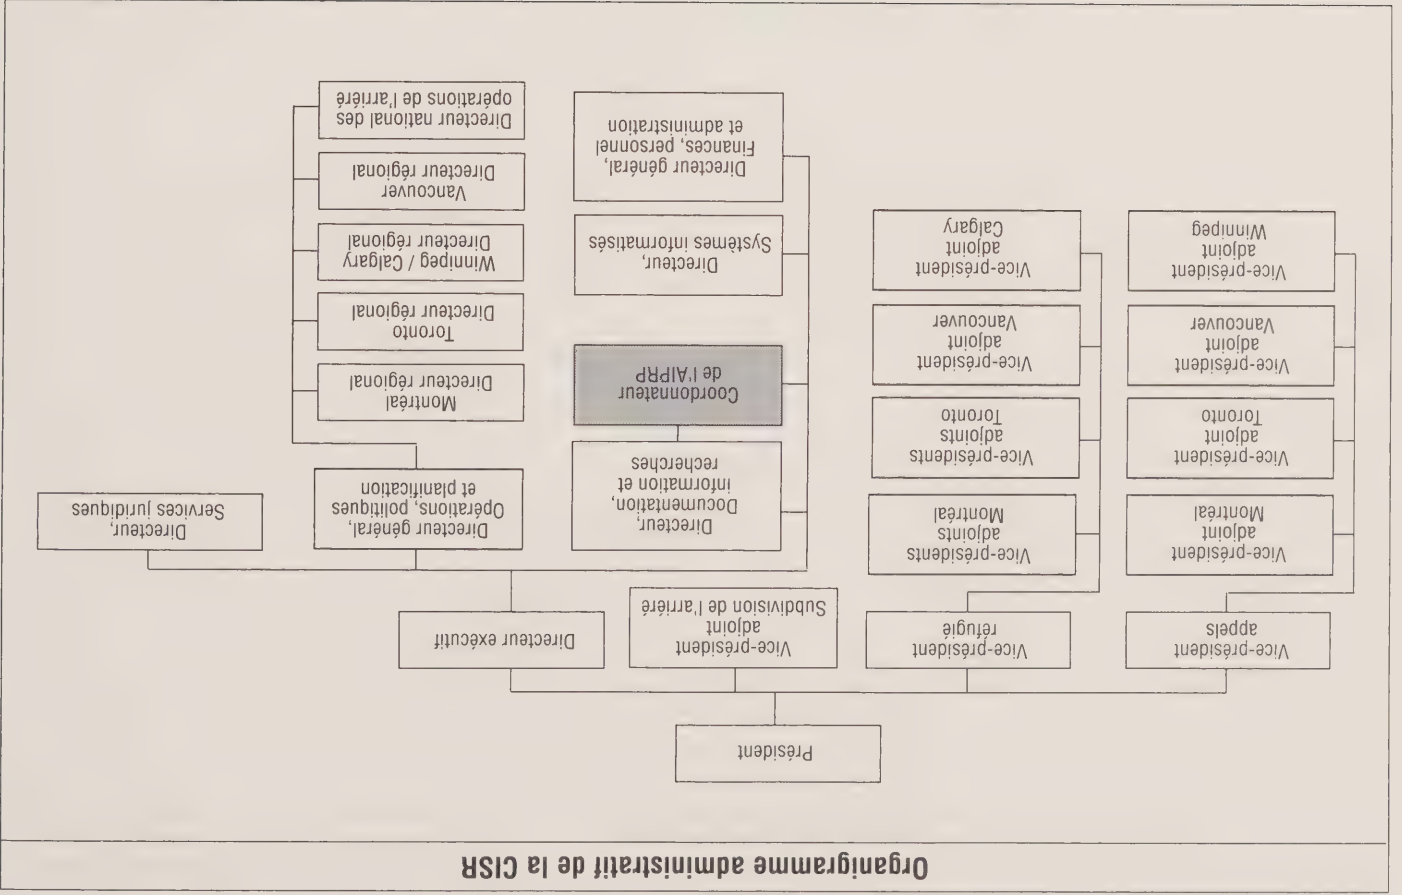 Organigramme administratif de la CISR
Président
Vice-président
appels
Vice-président
réfugié
Vice-président
adjoint
Subdivision de l'arriéré
Directeur exécutif
Vice-président
adjoint
Montréal
Vice-président
adjoint
Toronto
Vice-président
adjoint
Vancouver
Vice-président
adjoint
Winnipeg
Vice-présidents
adjoints
Montréal
Vice-présidents
adjoints
Toronto
Vice-président
adjoint
Vancouver
Vice-président
adjoint
Calgary
Directeur,
Documentation,
information et
recherches
Coordonnateur
de l'AIPRP
Directeur,
Systèmes informatisés
Directeur général,
Finances, personnel
et administration
Directeur général,
Opérations, politiques
et planification
Montréal
Directeur régional
Toronto
Directeur régional
Winnipeg / Calgary
Directeur régional
Vancouver
Directeur régional
Directeur national des
opérations de l'arriéré
Directeur,
Services juridiques